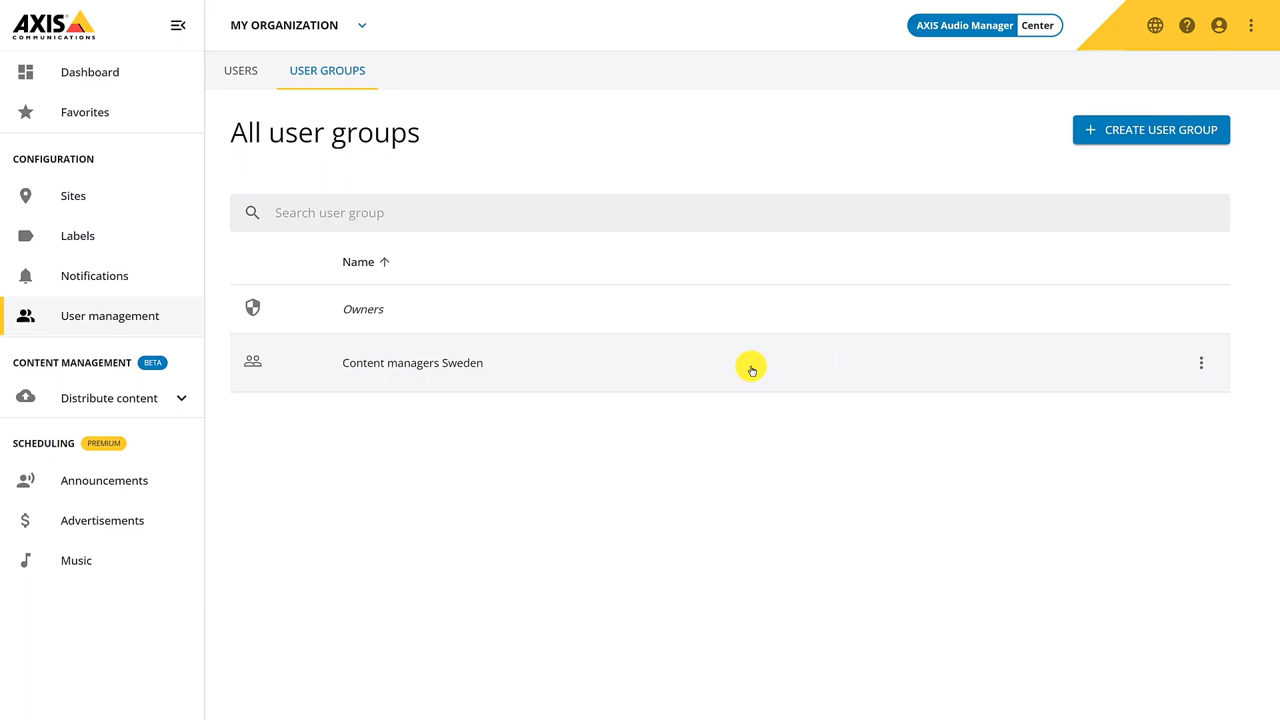 AXIS
COMMUNICATIONS
MY ORGANIZATION
AXIS Audio Manager Center
Dashboard
Favorites
CONFIGURATION
Sites
Labels
Notifications
User management
CONTENT MANAGEMENT BETA
Distribute content
SCHEDULING PREMIUM
Announcements
Advertisements
Music
USERS
USER GROUPS
All user groups
CREATE USER GROUP
Search user group
Name
Owners
Content managers Sweden